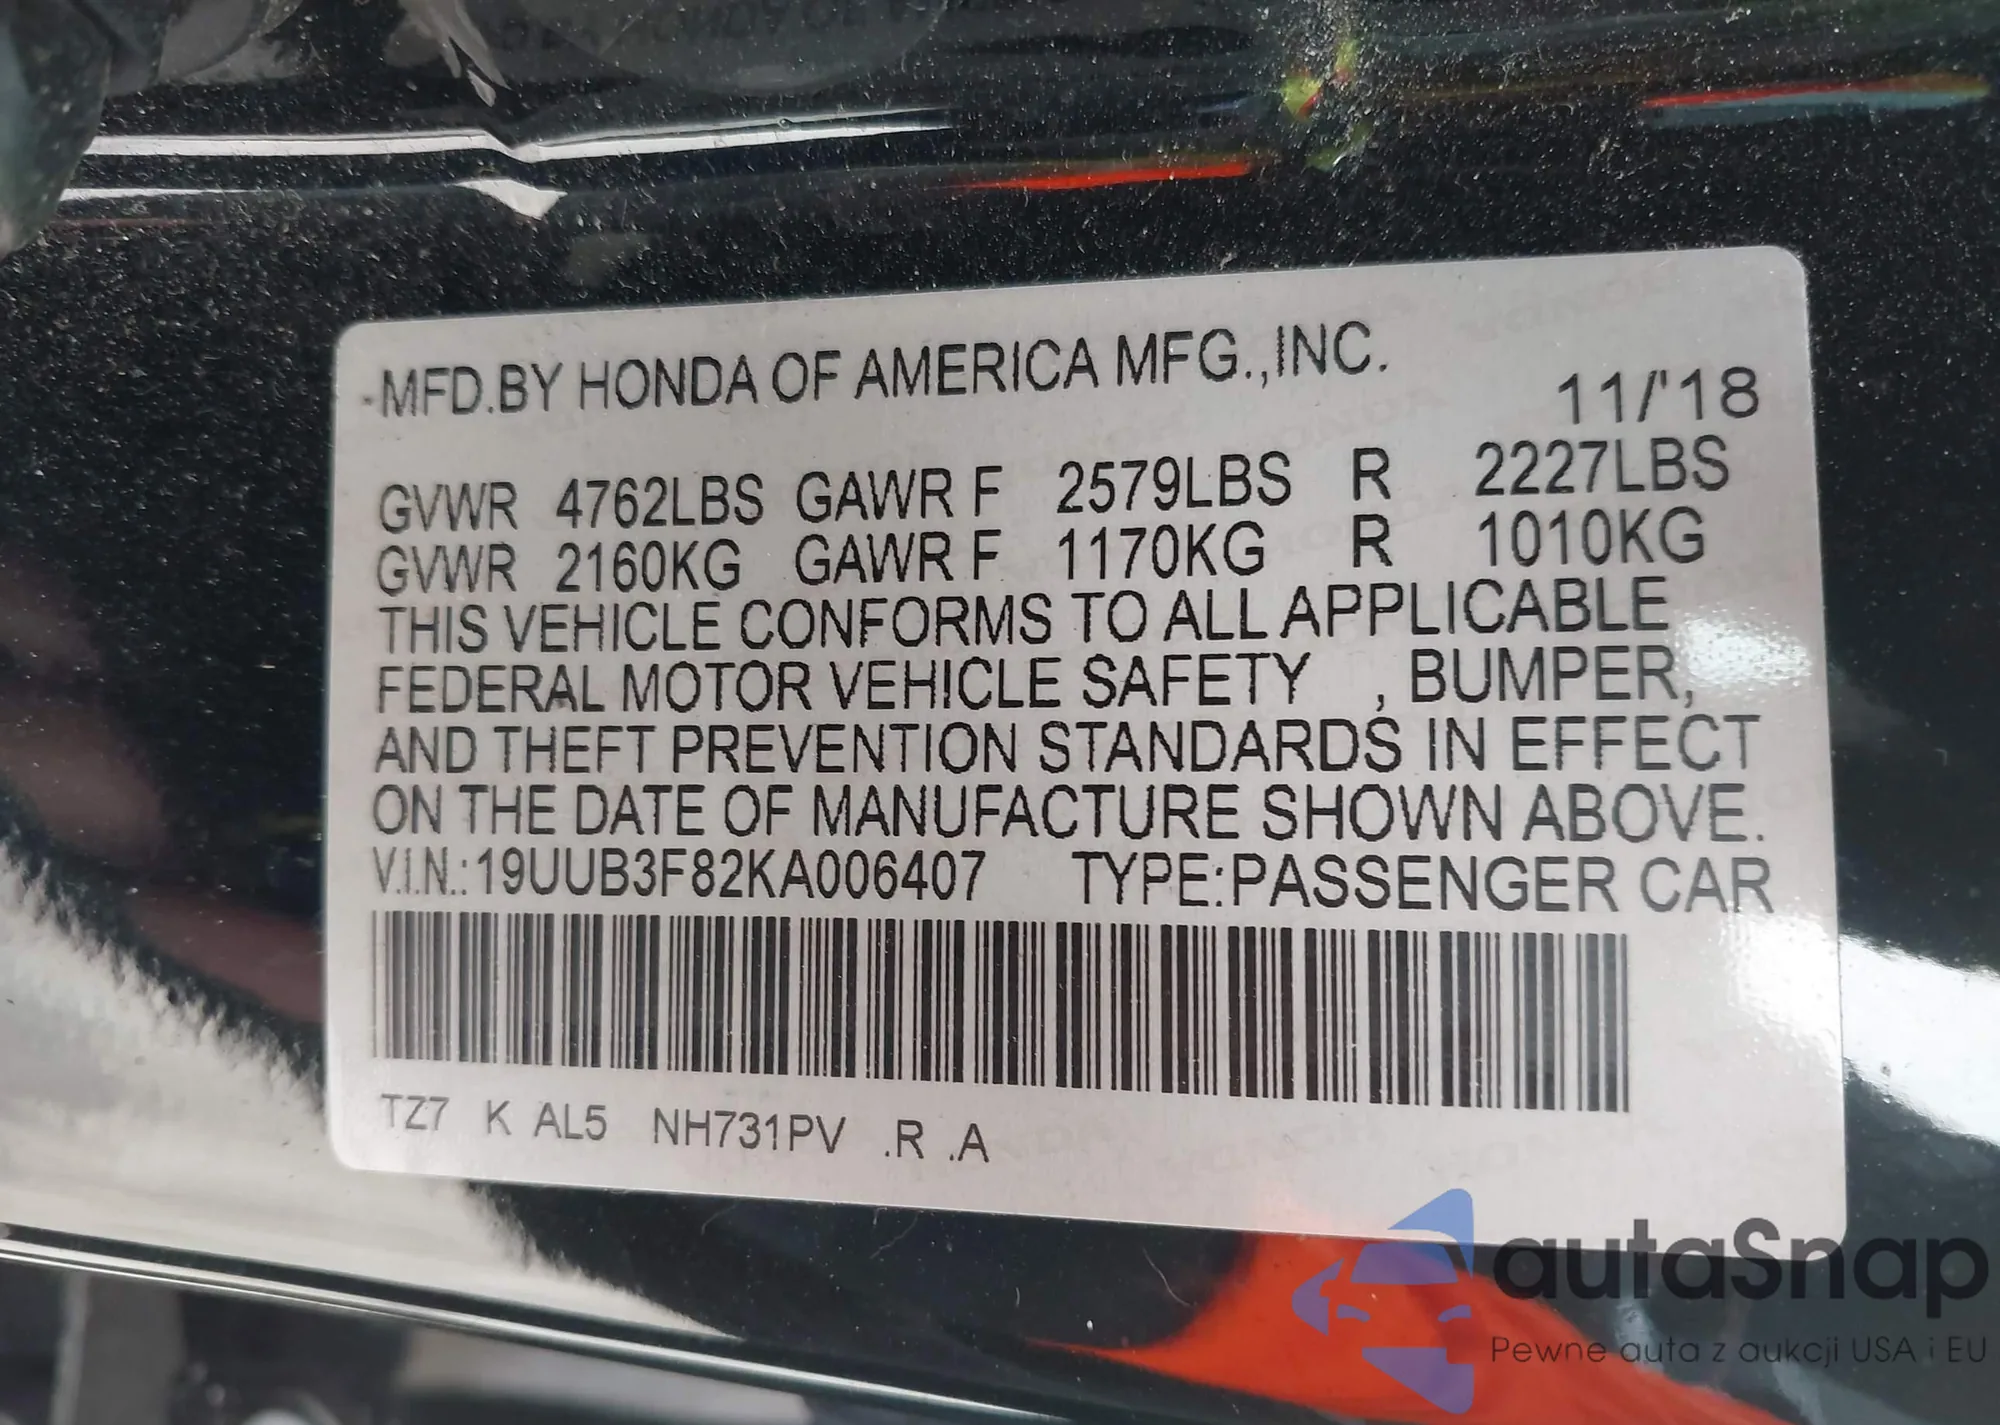 -MFD.BY HONDA OF AMERICA MFG.,INC.
11/'18
GVWR 4762LBS GAWR F 2579LBS R 2227LBS
GVWR 2160KG GAWR F 1170KG R 1010KG
THIS VEHICLE CONFORMS TO ALL APPLICABLE
FEDERAL MOTOR VEHICLE SAFETY , BUMPER,
AND THEFT PREVENTION STANDARDS IN EFFECT
ON THE DATE OF MANUFACTURE SHOWN ABOVE.
V.I.N.:19UUB3F82KA006407 TYPE:PASSENGER CAR
TZ7 K AL5 NH731PV .R .A
autaSnap
Pewne auta z aukcji USA i EU